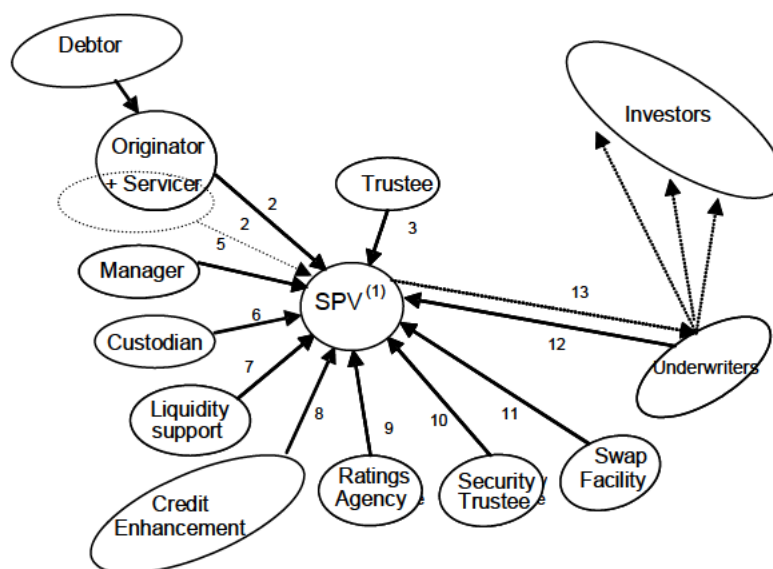 Debtor
Investors
Originator
+ Servicer
Trustee
2
2
3
5
Manager
SPV(1)
13
6
12
Custodian
7
Underwriters
Liquidity
support
8
9
10
11
Swap
Facility
Ratings
Agency
Security
Trustee
Credit
Enhancement